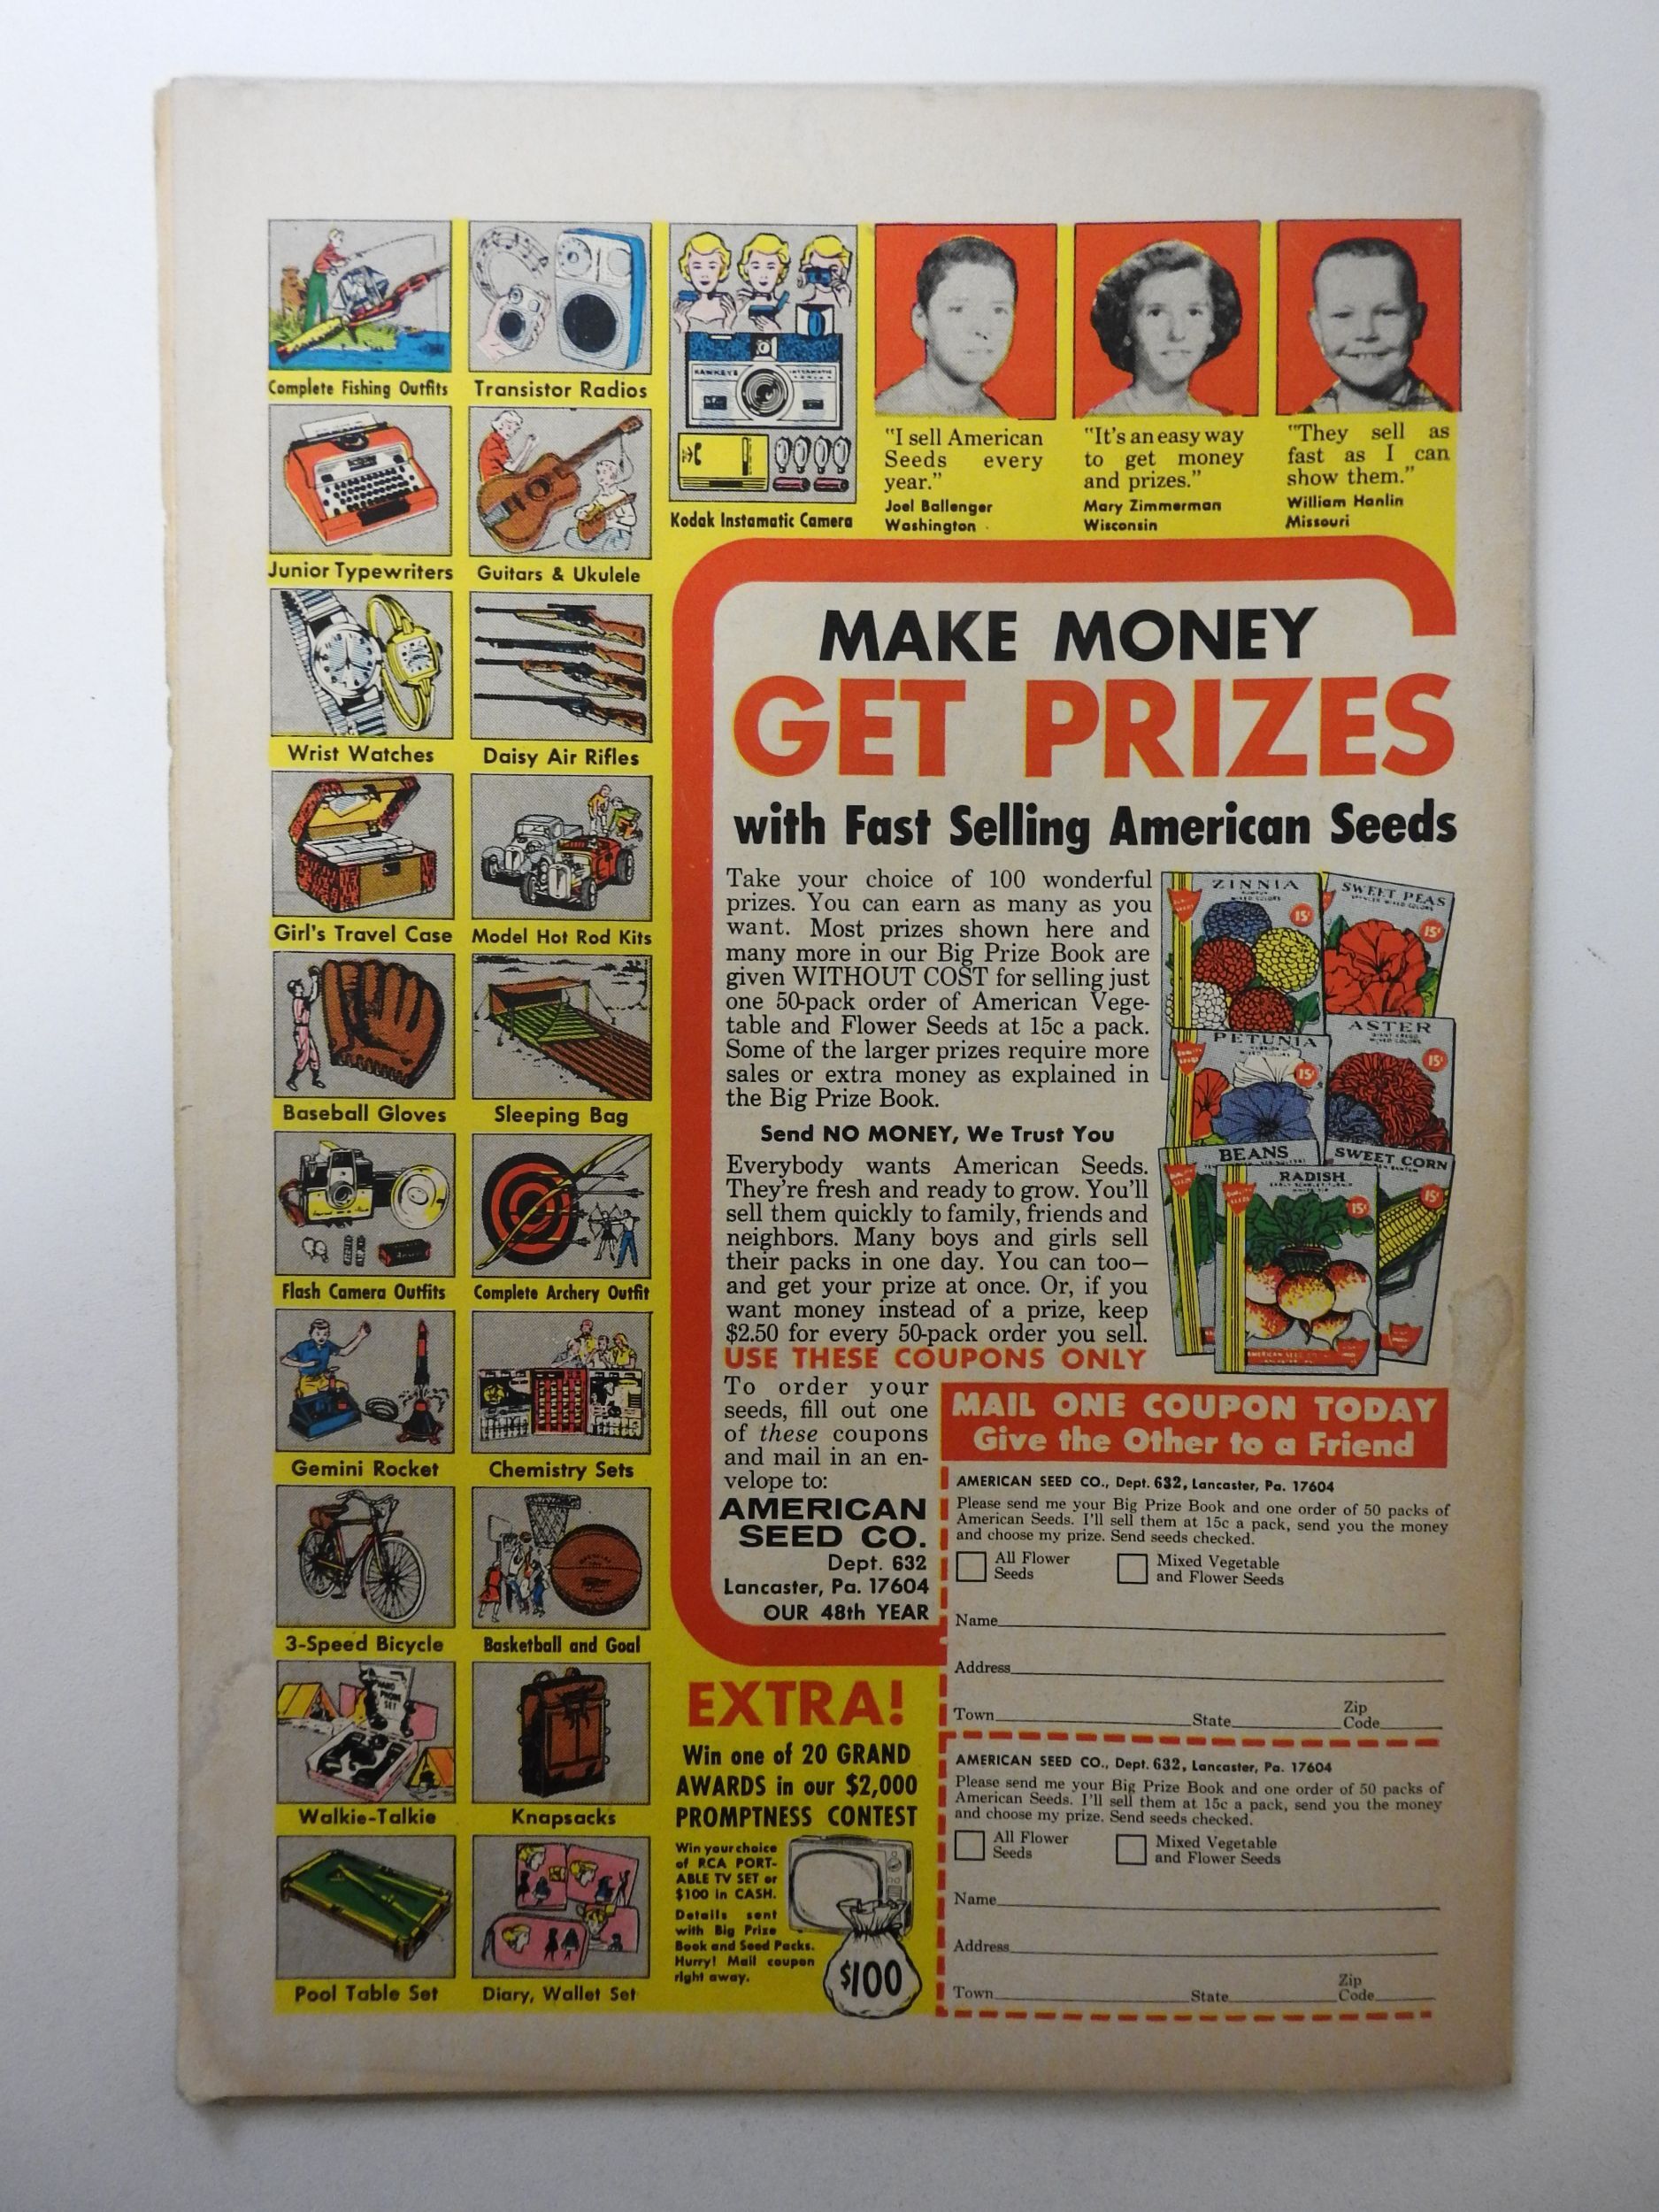 Complete Fishing Outfits
Transistor Radios
Junior Typewriters
Guitars & Ukulele
Wrist Watches
Daisy Air Rifles
Girl's Travel Case
Model Hot Rod Kits
Baseball Gloves
Sleeping Bag
Flash Camera Outfits
Complete Archery Outfit
Gemini Rocket
Chemistry Sets
3-Speed Bicycle
Basketball and Goal
HAND
PHONE
SET
Walkie-Talkie
Knapsacks
Pool Table Set
Diary, Wallet Set
HAWKEYE
INSTAMATIC
Kodak Instamatic Camera
"I sell American
Seeds every
year."
Joel Ballenger
Washington
"It's an easy way
to get money
and prizes."
Mary Zimmerman
Wisconsin
"They sell as
fast as I can
show them."
William Hanlin
Missouri
MAKE MONEY
GET PRIZES
with Fast Selling American Seeds
Take your choice of 100 wonderful
prizes. You can earn as many as you
want. Most prizes shown here and
many more in our Big Prize Book are
given WITHOUT COST for selling just
one 50-pack order of American Vege-
table and Flower Seeds at 15c a pack.
Some of the larger prizes require more
sales or extra money as explained in
the Big Prize Book.
Send NO MONEY, We Trust You
Everybody wants American Seeds.
They're fresh and ready to grow. You'll
sell them quickly to family, friends and
neighbors. Many boys and girls sell
their packs in one day. You can too—
and get your prize at once. Or, if you
want money instead of a prize, keep
$2.50 for every 50-pack order you sell.
USE THESE COUPONS ONLY
To order your
seeds, fill out one
of these coupons
and mail in an en-
velope to:
AMERICAN
SEED CO.
Dept. 632
Lancaster, Pa. 17604
OUR 48th YEAR
ZINNIA
MIXED COLORS
15¢
SWEET PEAS
15¢
PETUNIA
15¢
ASTER
MIXED COLORS
15¢
BEANS
SWEET CORN
15¢
RADISH
15¢
MAIL ONE COUPON TODAY
Give the Other to a Friend
AMERICAN SEED CO., Dept. 632, Lancaster, Pa. 17604
Please send me your Big Prize Book and one order of 50 packs of
American Seeds. I'll sell them at 15c a pack, send you the money
and choose my prize. Send seeds checked.
All Flower
Seeds
Mixed Vegetable
and Flower Seeds
Name
Address
Town State Zip
Code
AMERICAN SEED CO., Dept. 632, Lancaster, Pa. 17604
Please send me your Big Prize Book and one order of 50 packs of
American Seeds. I'll sell them at 15c a pack, send you the money
and choose my prize. Send seeds checked.
All Flower
Seeds
Mixed Vegetable
and Flower Seeds
Name
Address
Town State Zip
Code
EXTRA!
Win one of 20 GRAND
AWARDS in our $2,000
PROMPTNESS CONTEST
Win your choice
of RCA PORT-
ABLE TV SET or
$100 in CASH.
Details sent
with Big Prize
Book and Seed Packs.
Hurry! Mail coupon
right away.
$100